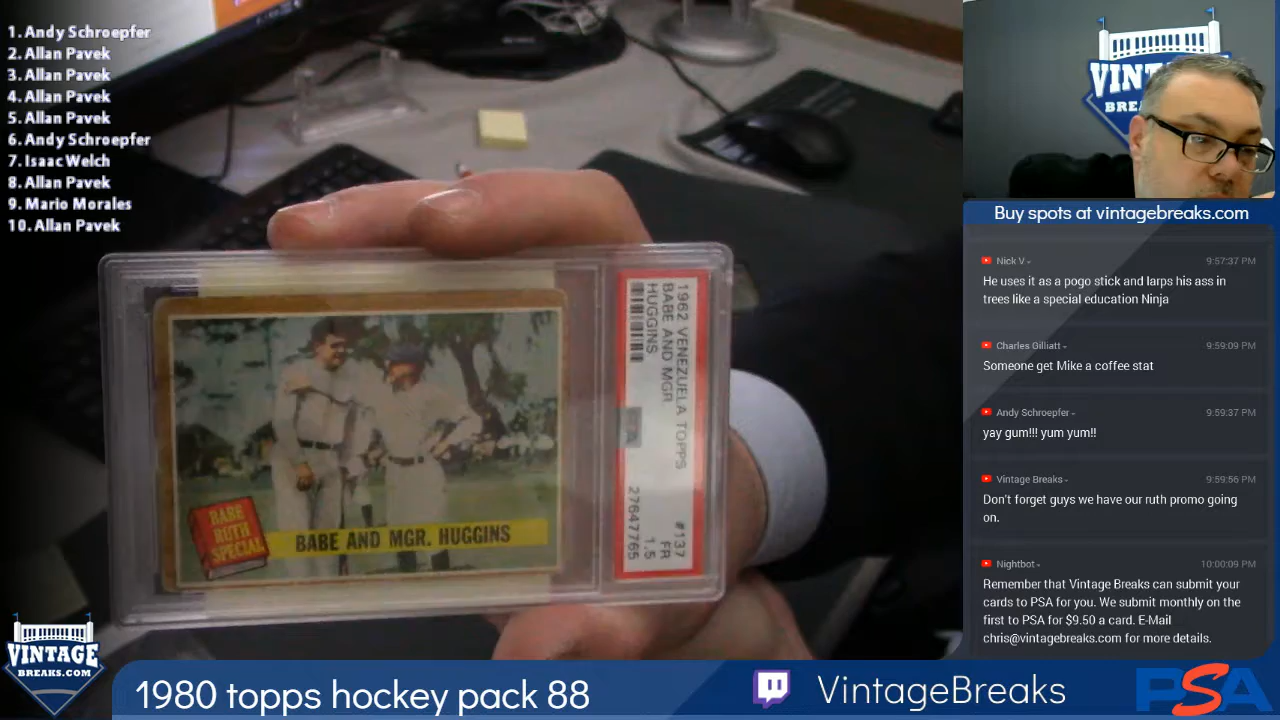 1. Andy Schroepfer
2. Allan Pavek
3. Allan Pavek
4. Allan Pavek
5. Allan Pavek
6. Andy Schroepfer
7. Isaac Welch
8. Allan Pavek
9. Mario Morales
10. Allan Pavek
1962 VENEZUELA TOPPS #137
BABE AND MGR FR
HUGGINS 1.5
PSA 27647765
BABE
RUTH
SPECIAL
BABE AND MGR. HUGGINS
VINTAGE
BREAKS.COM
1980 topps hockey pack 88
VintageBreaks
PSA
VINTAGE
BREA
Buy spots at vintagebreaks.com
Nick V 9:57:37 PM
He uses it as a pogo stick and larps his ass in
trees like a special education Ninja
Charles Gilliatt 9:59:09 PM
Someone get Mike a coffee stat
Andy Schroepfer 9:59:37 PM
yay gum!!! yum yum!!
Vintage Breaks 9:59:56 PM
Don't forget guys we have our ruth promo going
on.
Nightbot 10:00:09 PM
Remember that Vintage Breaks can submit your
cards to PSA for you. We submit monthly on the
first to PSA for $9.50 a card. E-Mail
chris@vintagebreaks.com for more details.